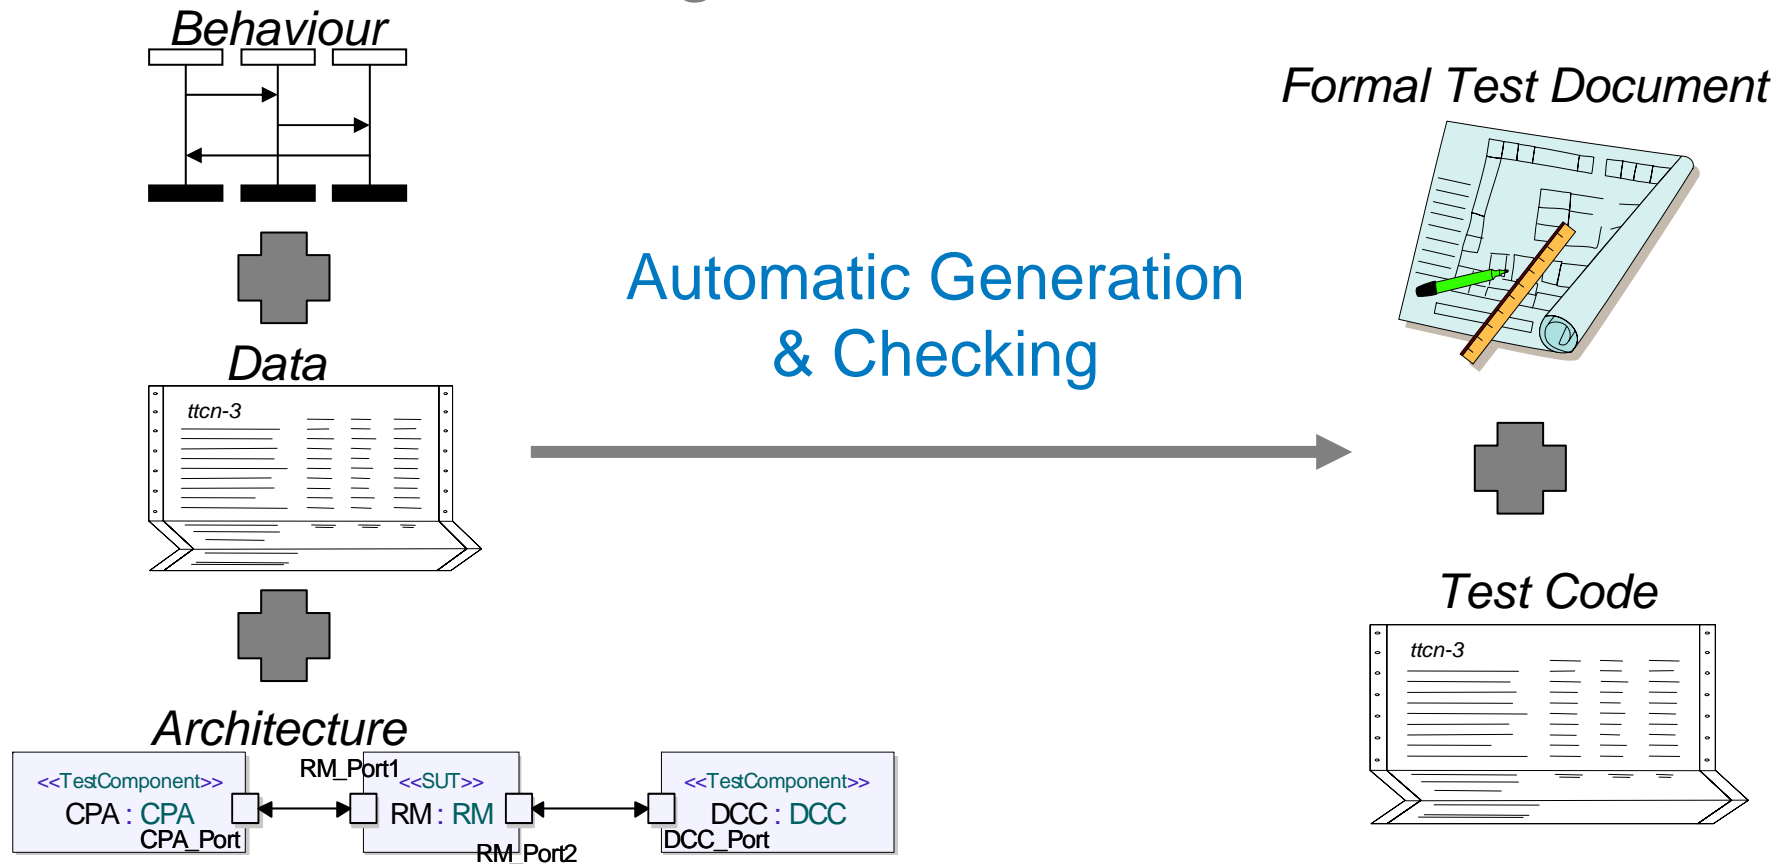 Behaviour
Formal Test Document
Automatic Generation
& Checking
Data
ttcn-3
Test Code
ttcn-3
Architecture
<<TestComponent>>
CPA : CPA
CPA_Port
RM_Port1
<<SUT>>
RM : RM
RM_Port2
<<TestComponent>>
DCC : DCC
DCC_Port